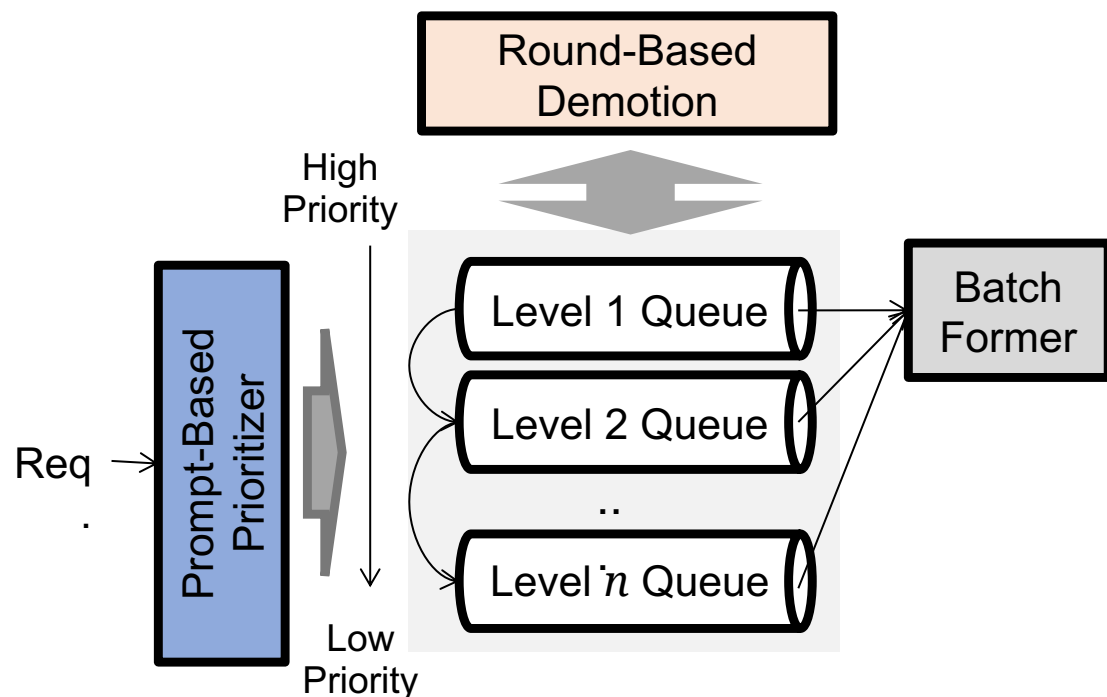 Round-Based
Demotion
High
Priority
Prompt-Based
Prioritizer
Req
.
Level 1 Queue
Level 2 Queue
..
.
Level n Queue
Batch
Former
Low
Priority